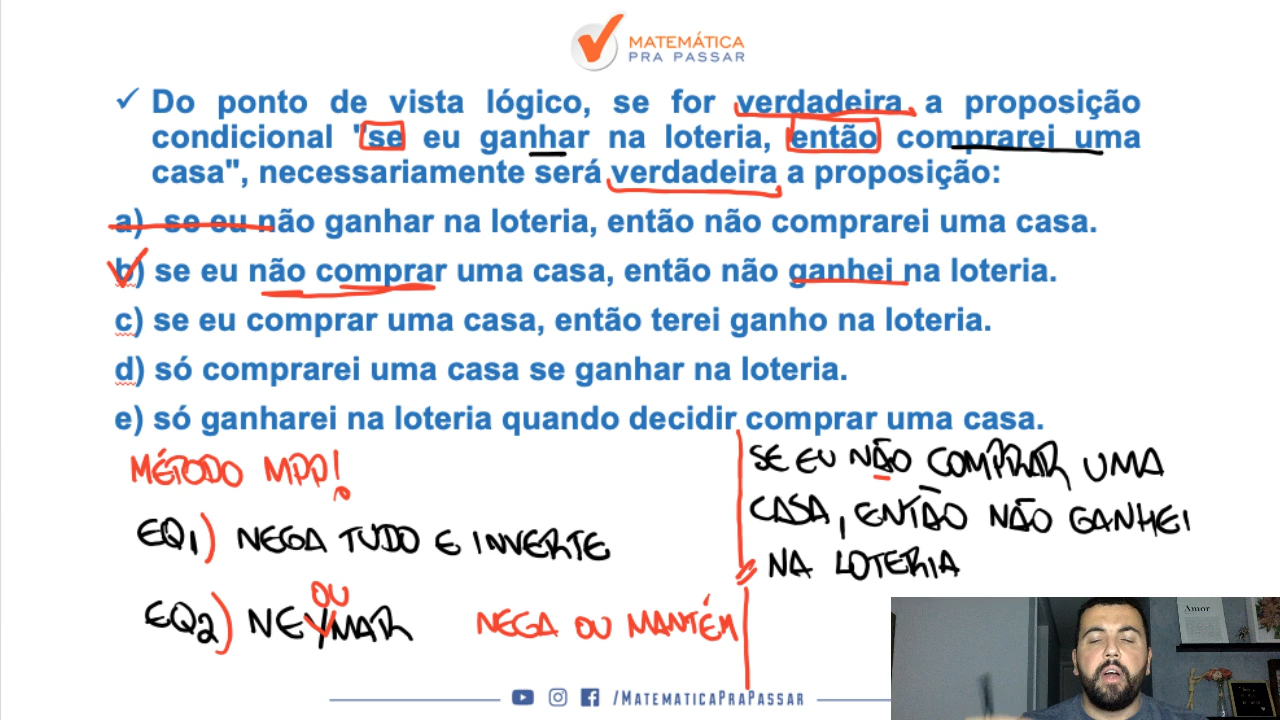 MATEMÁTICA
PRA PASSAR
✓ Do ponto de vista lógico, se for verdadeira a proposição
condicional "se eu ganhar na loteria, então comprarei uma
casa", necessariamente será verdadeira a proposição:
a) se eu não ganhar na loteria, então não comprarei uma casa.
b) se eu não comprar uma casa, então não ganhei na loteria.
c) se eu comprar uma casa, então terei ganho na loteria.
d) só comprarei uma casa se ganhar na loteria.
e) só ganharei na loteria quando decidir comprar uma casa.
MÉTODO MPP!
EQ1) NEGA TUDO E INVERTE
EQ2) NEYMAR
OU
NEGA OU MANTÉM
SE EU NÃO COMPRAR UMA
CASA, ENTÃO NÃO GANHEI
NA LOTERIA
Amor
/MATEMATICAPRAPASSAR